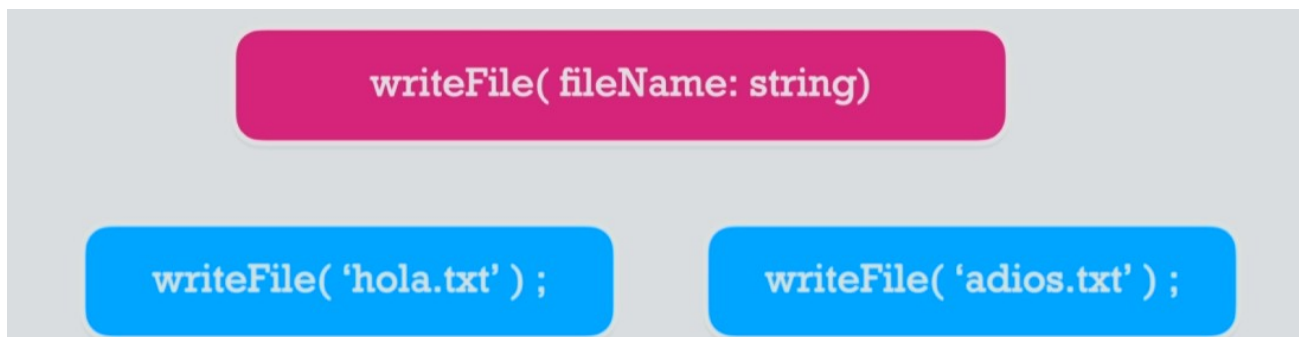 writeFile( fileName: string)
writeFile( ‘hola.txt’ ) ;
writeFile( ‘adios.txt’ ) ;